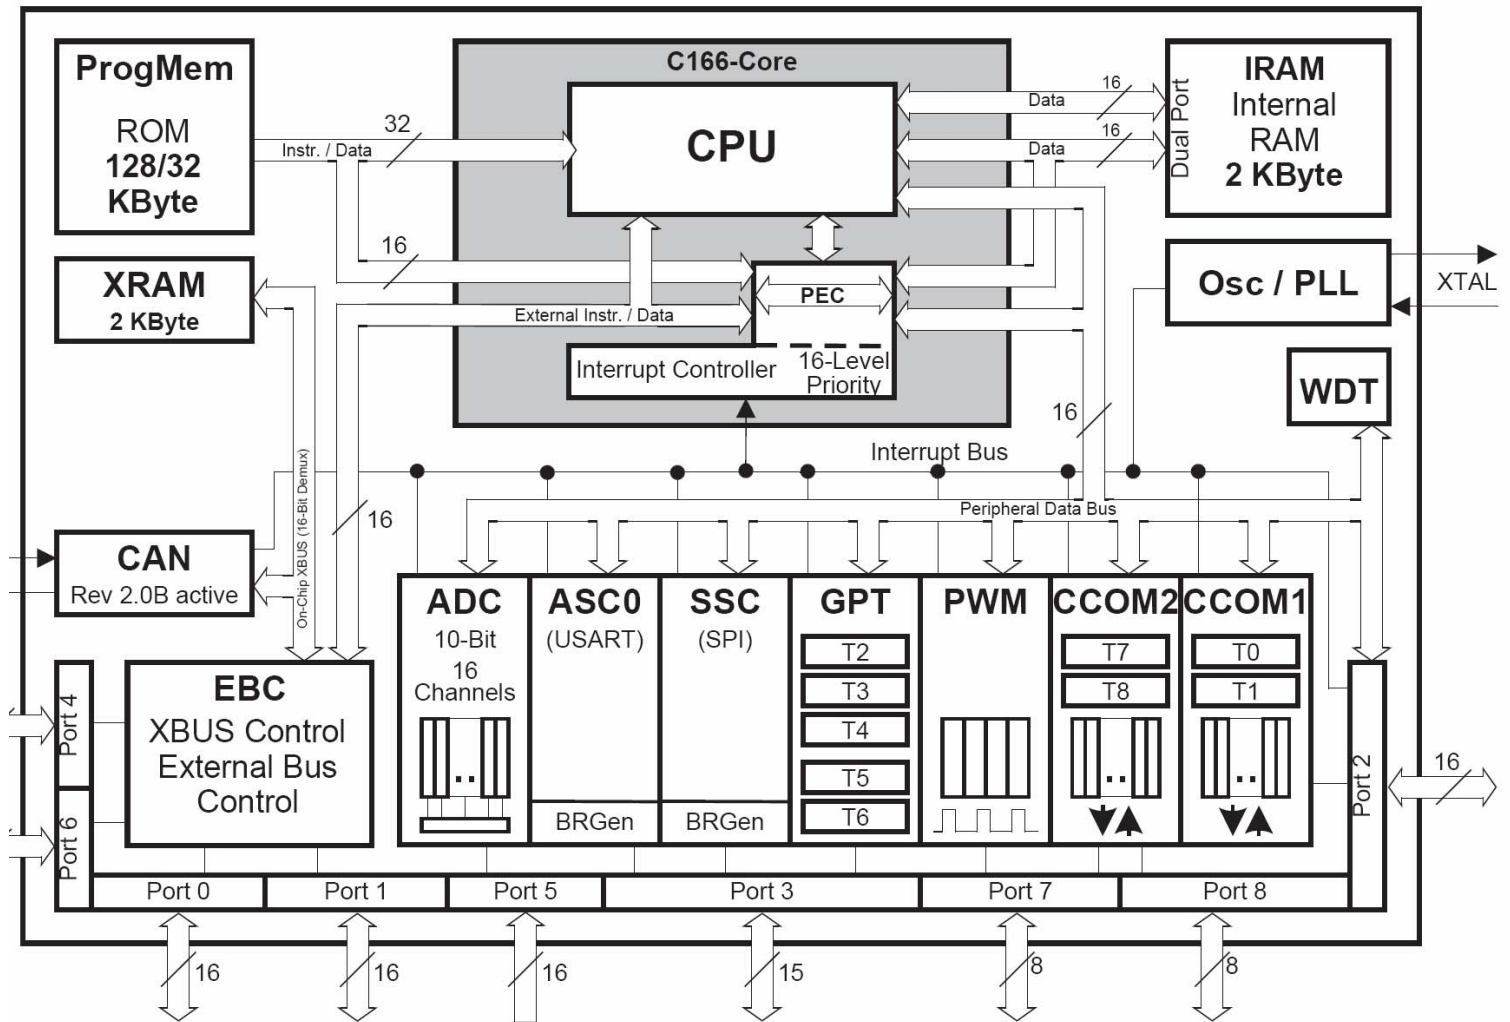 ProgMem
ROM
128/32
KByte
C166-Core
CPU
IRAM
Internal
RAM
2 KByte
Dual Port
16
Data
16
Data
32
Instr. / Data
16
XRAM
2 KByte
PEC
External Instr. / Data
Interrupt Controller
16-Level
Priority
Osc / PLL
XTAL
WDT
16
Interrupt Bus
Peripheral Data Bus
On-Chip XBUS (16-Bit Demux)
16
CAN
Rev 2.0B active
EBC
XBUS Control
External Bus
Control
Port 4
Port 6
ADC
10-Bit
16
Channels
ASC0
(USART)
BRGen
SSC
(SPI)
BRGen
GPT
T2
T3
T4
T5
T6
PWM
CCOM2
T7
T8
CCOM1
T0
T1
Port 2
16
Port 0
Port 1
Port 5
Port 3
Port 7
Port 8
16
16
16
15
8
8